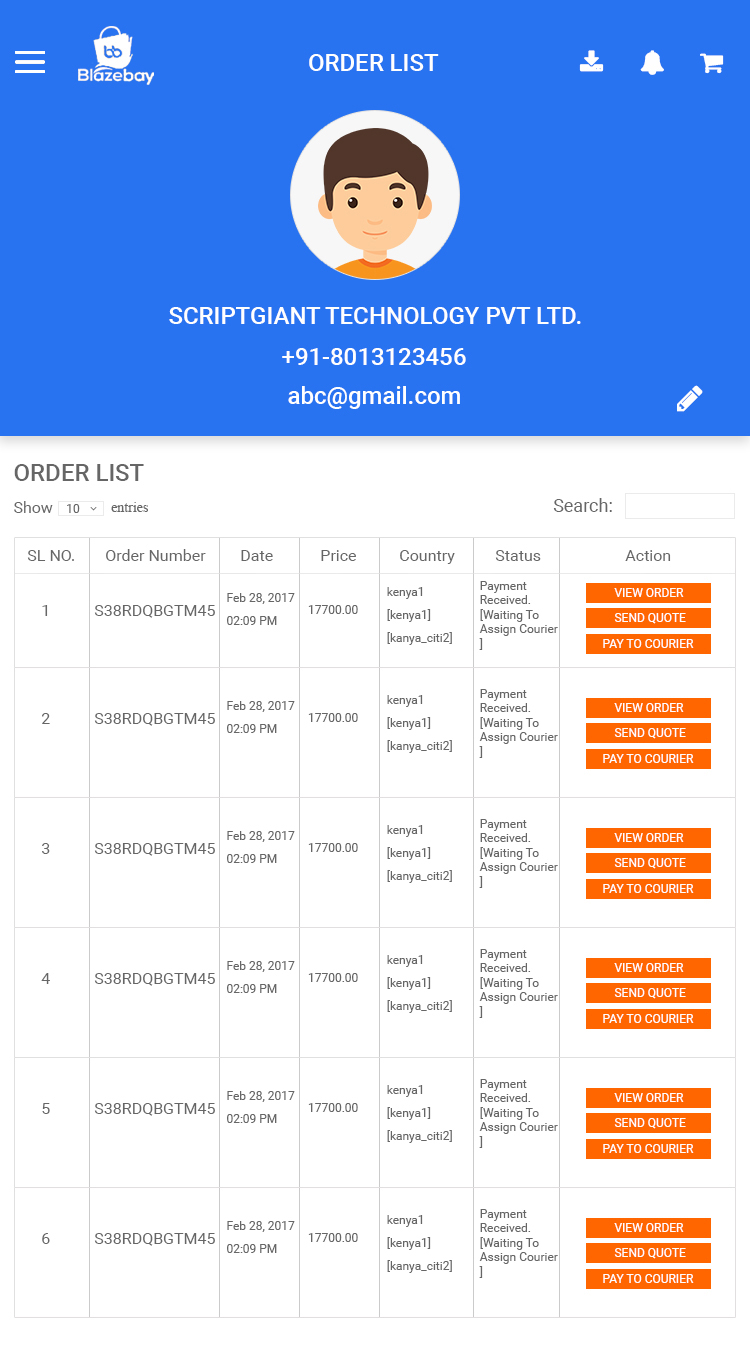 bb
Blazebay
ORDER LIST
SCRIPTGIANT TECHNOLOGY PVT LTD.
+91-8013123456
abc@gmail.com
ORDER LIST
Show 10 entries
Search:
SL NO. Order Number Date Price Country Status Action
1 S38RDQBGTM45 Feb 28, 2017 02:09 PM 17700.00 kenya1 [kenya1] [kanya_citi2] Payment Received. [Waiting To Assign Courier ] VIEW ORDER SEND QUOTE PAY TO COURIER
2 S38RDQBGTM45 Feb 28, 2017 02:09 PM 17700.00 kenya1 [kenya1] [kanya_citi2] Payment Received. [Waiting To Assign Courier ] VIEW ORDER SEND QUOTE PAY TO COURIER
3 S38RDQBGTM45 Feb 28, 2017 02:09 PM 17700.00 kenya1 [kenya1] [kanya_citi2] Payment Received. [Waiting To Assign Courier ] VIEW ORDER SEND QUOTE PAY TO COURIER
4 S38RDQBGTM45 Feb 28, 2017 02:09 PM 17700.00 kenya1 [kenya1] [kanya_citi2] Payment Received. [Waiting To Assign Courier ] VIEW ORDER SEND QUOTE PAY TO COURIER
5 S38RDQBGTM45 Feb 28, 2017 02:09 PM 17700.00 kenya1 [kenya1] [kanya_citi2] Payment Received. [Waiting To Assign Courier ] VIEW ORDER SEND QUOTE PAY TO COURIER
6 S38RDQBGTM45 Feb 28, 2017 02:09 PM 17700.00 kenya1 [kenya1] [kanya_citi2] Payment Received. [Waiting To Assign Courier ] VIEW ORDER SEND QUOTE PAY TO COURIER